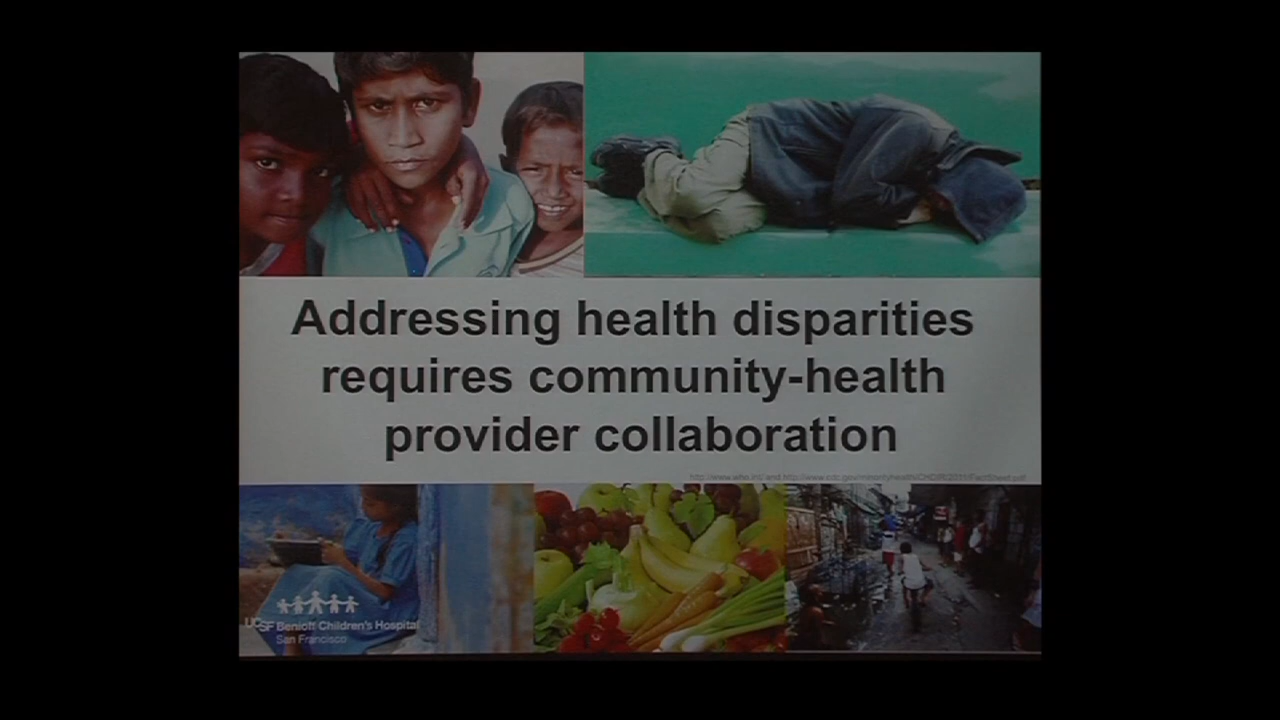 Addressing health disparities
requires community-health
provider collaboration
UCSF Benioff Children's Hospital
San Francisco